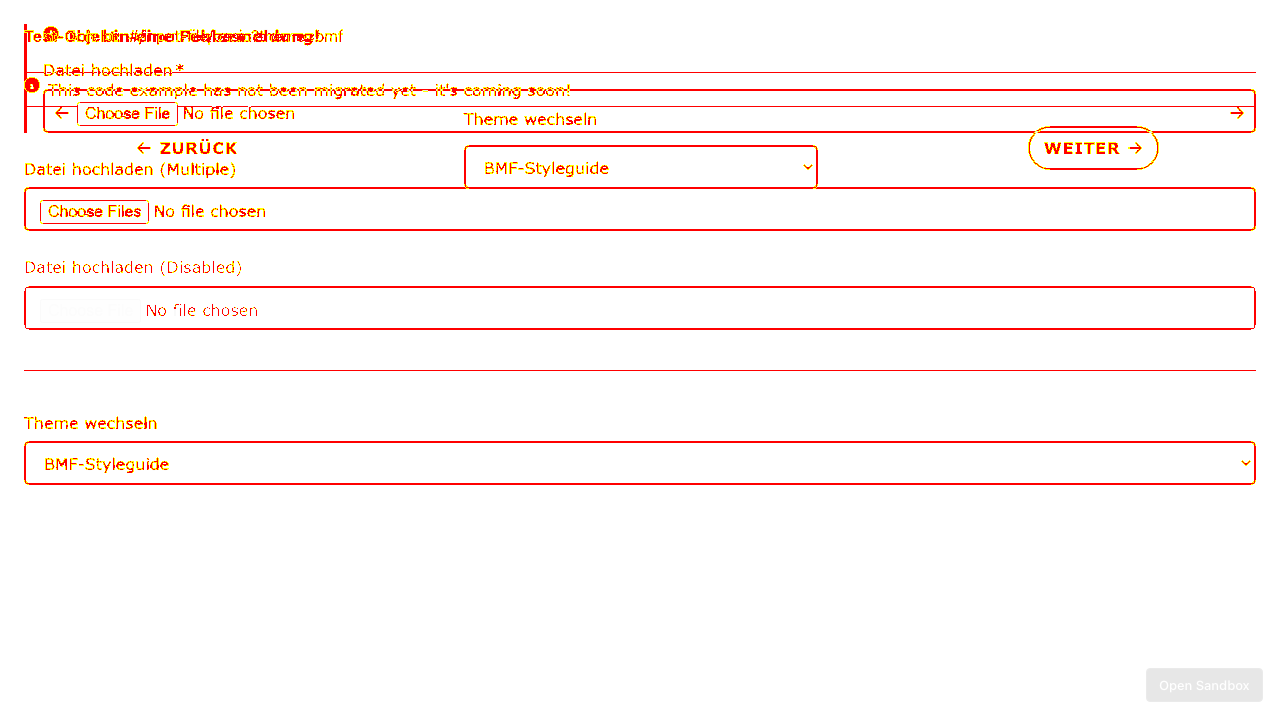 Datei hochladen *
This code example has not been migrated yet - it's coming soon!
← Choose File No file chosen →
Theme wechseln
← ZURÜCK
WEITER →
Datei hochladen (Multiple)
BMF-Styleguide
Choose Files No file chosen
Datei hochladen (Disabled)
No file chosen
Theme wechseln
BMF-Styleguide
Open Sandbox